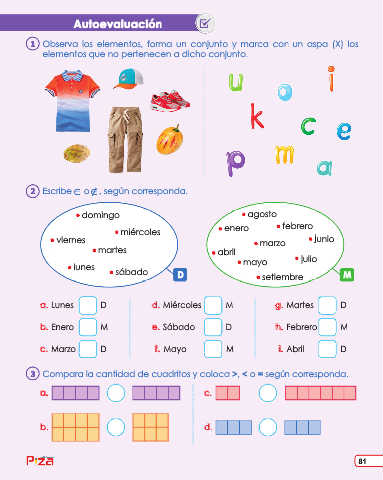 Autoevaluación
1 Observa los elementos, forma un conjunto y marca con un aspa (X) los
elementos que no pertenecen a dicho conjunto.
u o i
k c e
p m a
2 Escribe ⊂ o ⊄, según corresponda.
domingo
miércoles
viernes
martes
lunes
sábado
D
agosto
enero
febrero
marzo
junio
abril
mayo
julio
setiembre
M
a. Lunes D
d. Miércoles M
g. Martes D
b. Enero M
e. Sábado D
h. Febrero M
c. Marzo D
f. Mayo M
i. Abril D
3 Compara la cantidad de cuadritos y coloca >, < o = según corresponda.
a.
c.
b.
d.
P¡zA
81